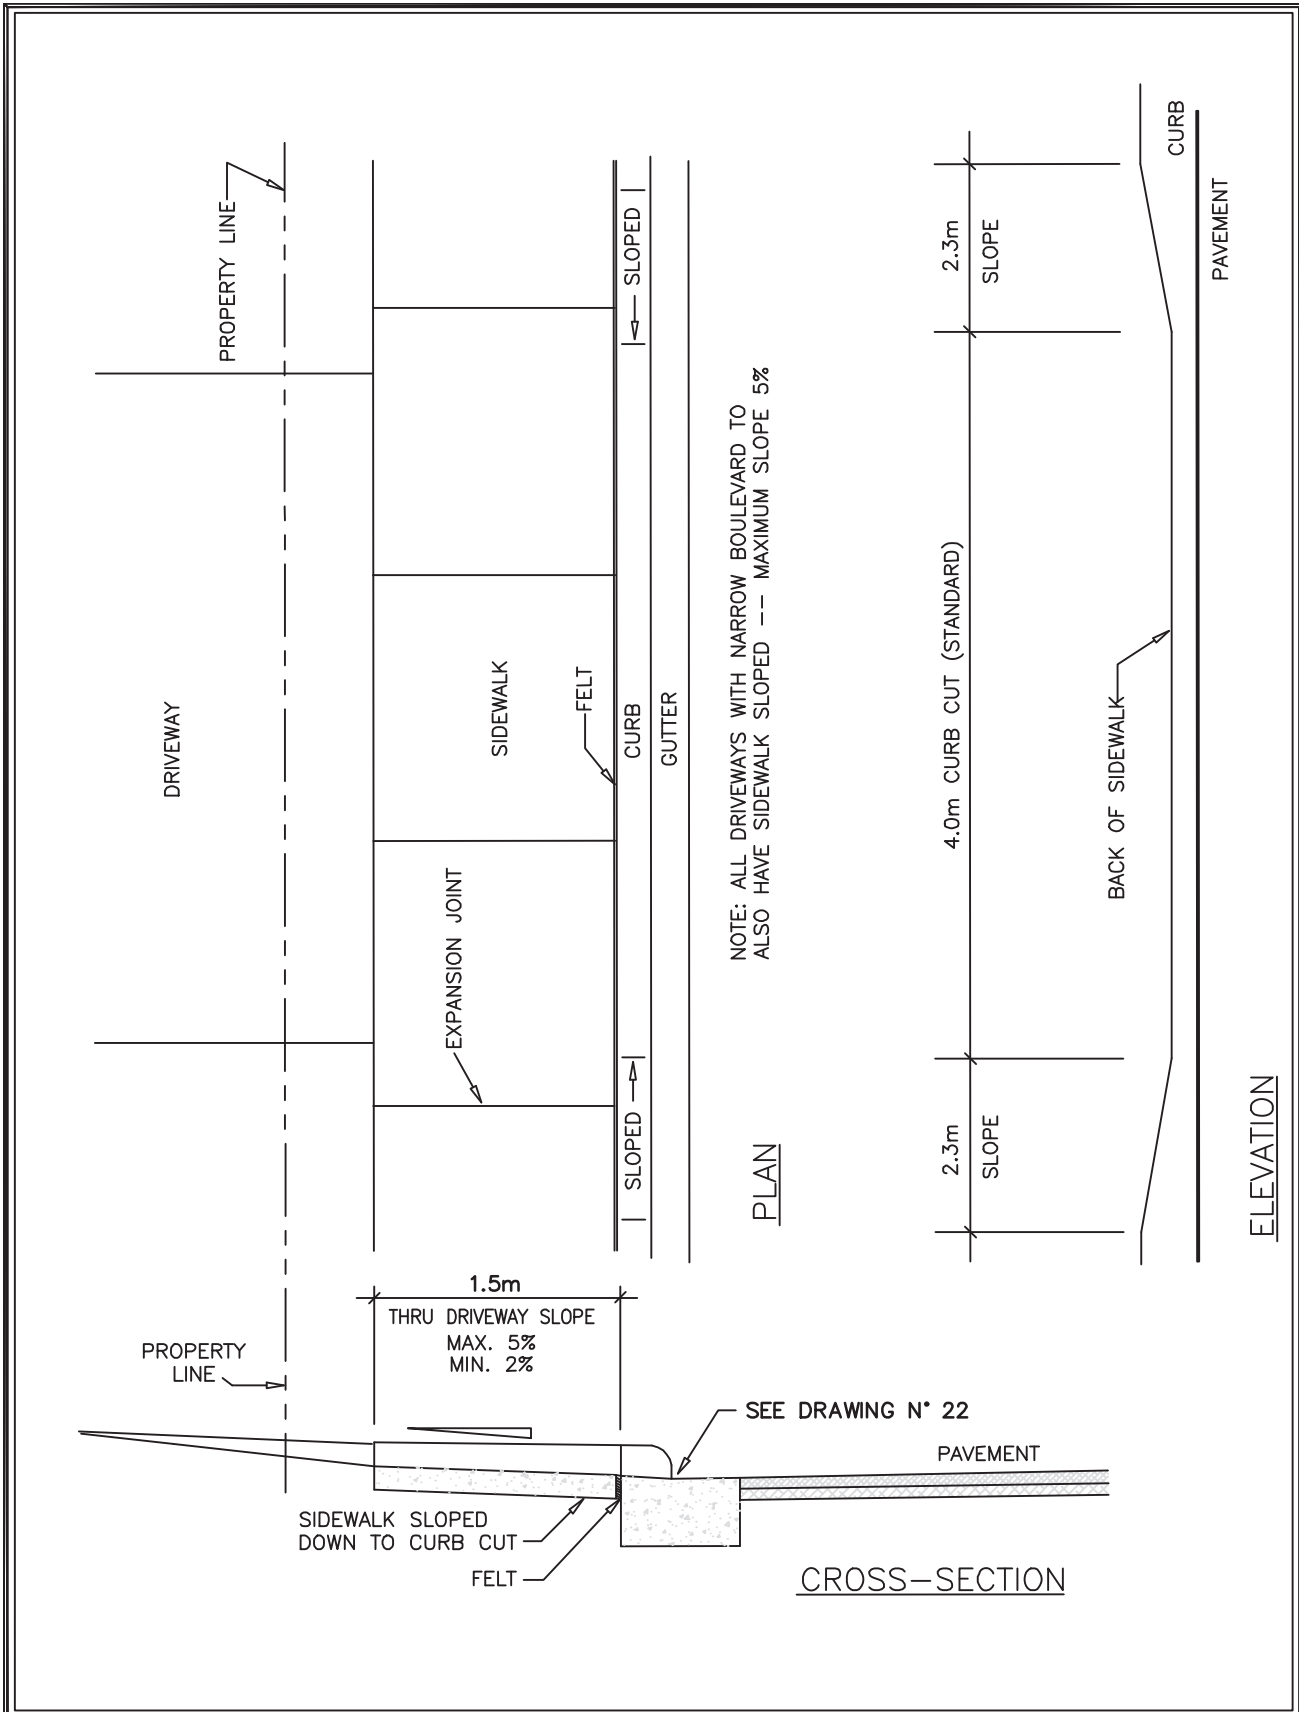 PROPERTY LINE
DRIVEWAY
SIDEWALK
EXPANSION JOINT
FELT
SLOPED
CURB
SLOPED
GUTTER
NOTE: ALL DRIVEWAYS WITH NARROW BOULEVARD TO
ALSO HAVE SIDEWALK SLOPED -- MAXIMUM SLOPE 5%
PLAN
2.3m
SLOPE
4.0m CURB CUT (STANDARD)
2.3m
SLOPE
BACK OF SIDEWALK
CURB
PAVEMENT
ELEVATION
1.5m
THRU DRIVEWAY SLOPE
MAX. 5%
MIN. 2%
PROPERTY
LINE
SEE DRAWING N° 22
PAVEMENT
SIDEWALK SLOPED
DOWN TO CURB CUT
FELT
CROSS-SECTION